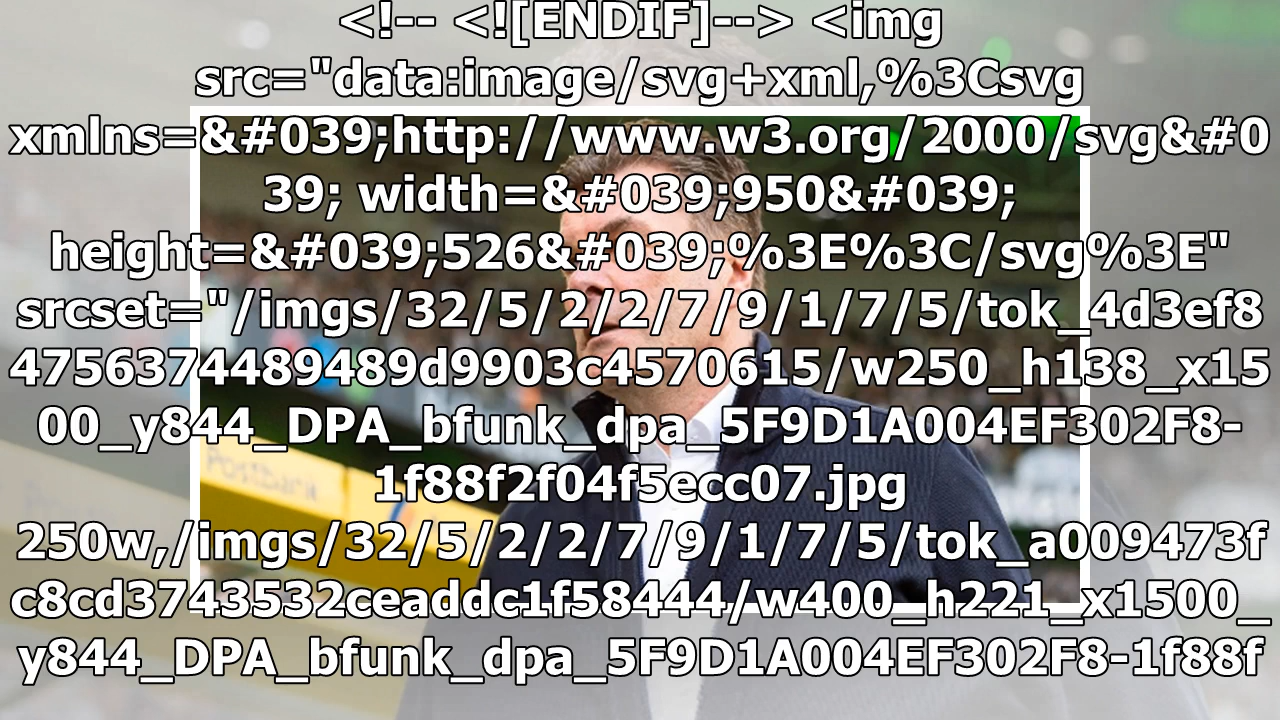 <!-- <![ENDIF]--> <img
src="data:image/svg+xml,%3Csvg
xmlns=&#039;http://www.w3.org/2000/svg&#0
39; width=&#039;950&#039;
height=&#039;526&#039;%3E%3C/svg%3E"
srcset="/imgs/32/5/2/2/7/9/1/7/5/tok_4d3ef8
4756374489489d9903c4570615/w250_h138_x15
00_y844_DPA_bfunk_dpa_5F9D1A004EF302F8-
Postbank
1f88f2f04f5ecc07.jpg
250w,/imgs/32/5/2/2/7/9/1/7/5/tok_a009473f
c8cd3743532ceaddc1f58444/w400_h221_x1500_
y844_DPA_bfunk_dpa_5F9D1A004EF302F8-1f88f